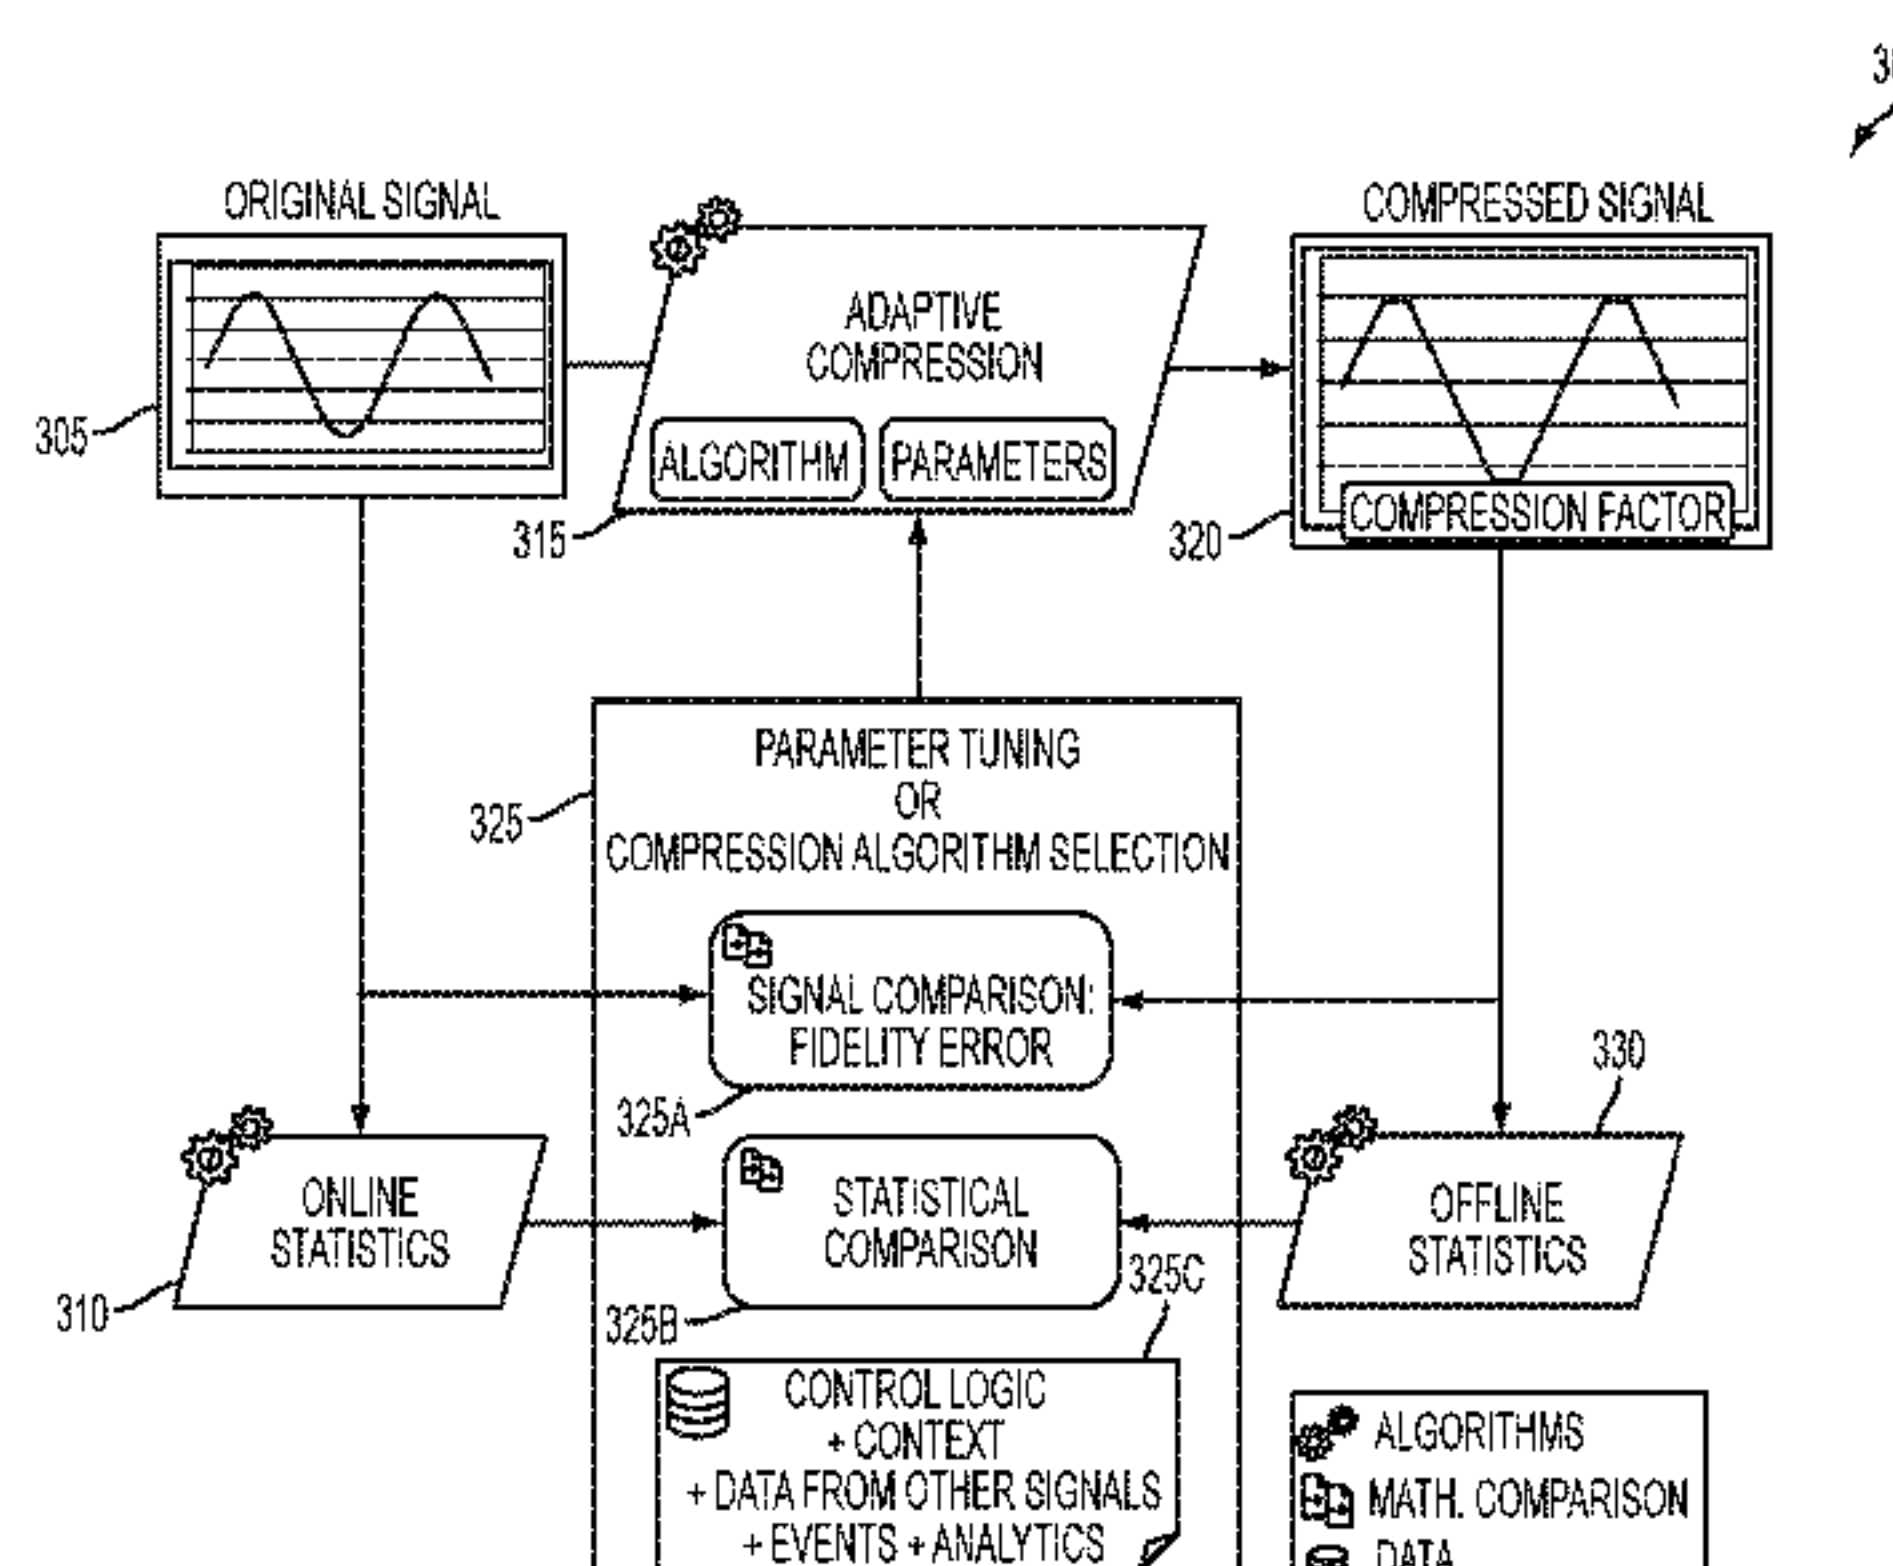 ORIGINAL SIGNAL
COMPRESSED SIGNAL
ADAPTIVE
COMPRESSION
305
ALGORITHM
PARAMETERS
COMPRESSION FACTOR
315
320
PARAMETER TUNING
OR
COMPRESSION ALGORITHM SELECTION
325
SIGNAL COMPARISON:
FIDELITY ERROR
330
325A
ONLINE
STATISTICS
STATISTICAL
COMPARISON
OFFLINE
STATISTICS
325C
310
325B
CONTROL LOGIC
+ CONTEXT
+ DATA FROM OTHER SIGNALS
+ EVENTS + ANALYTICS
ALGORITHMS
MATH. COMPARISON
DATA